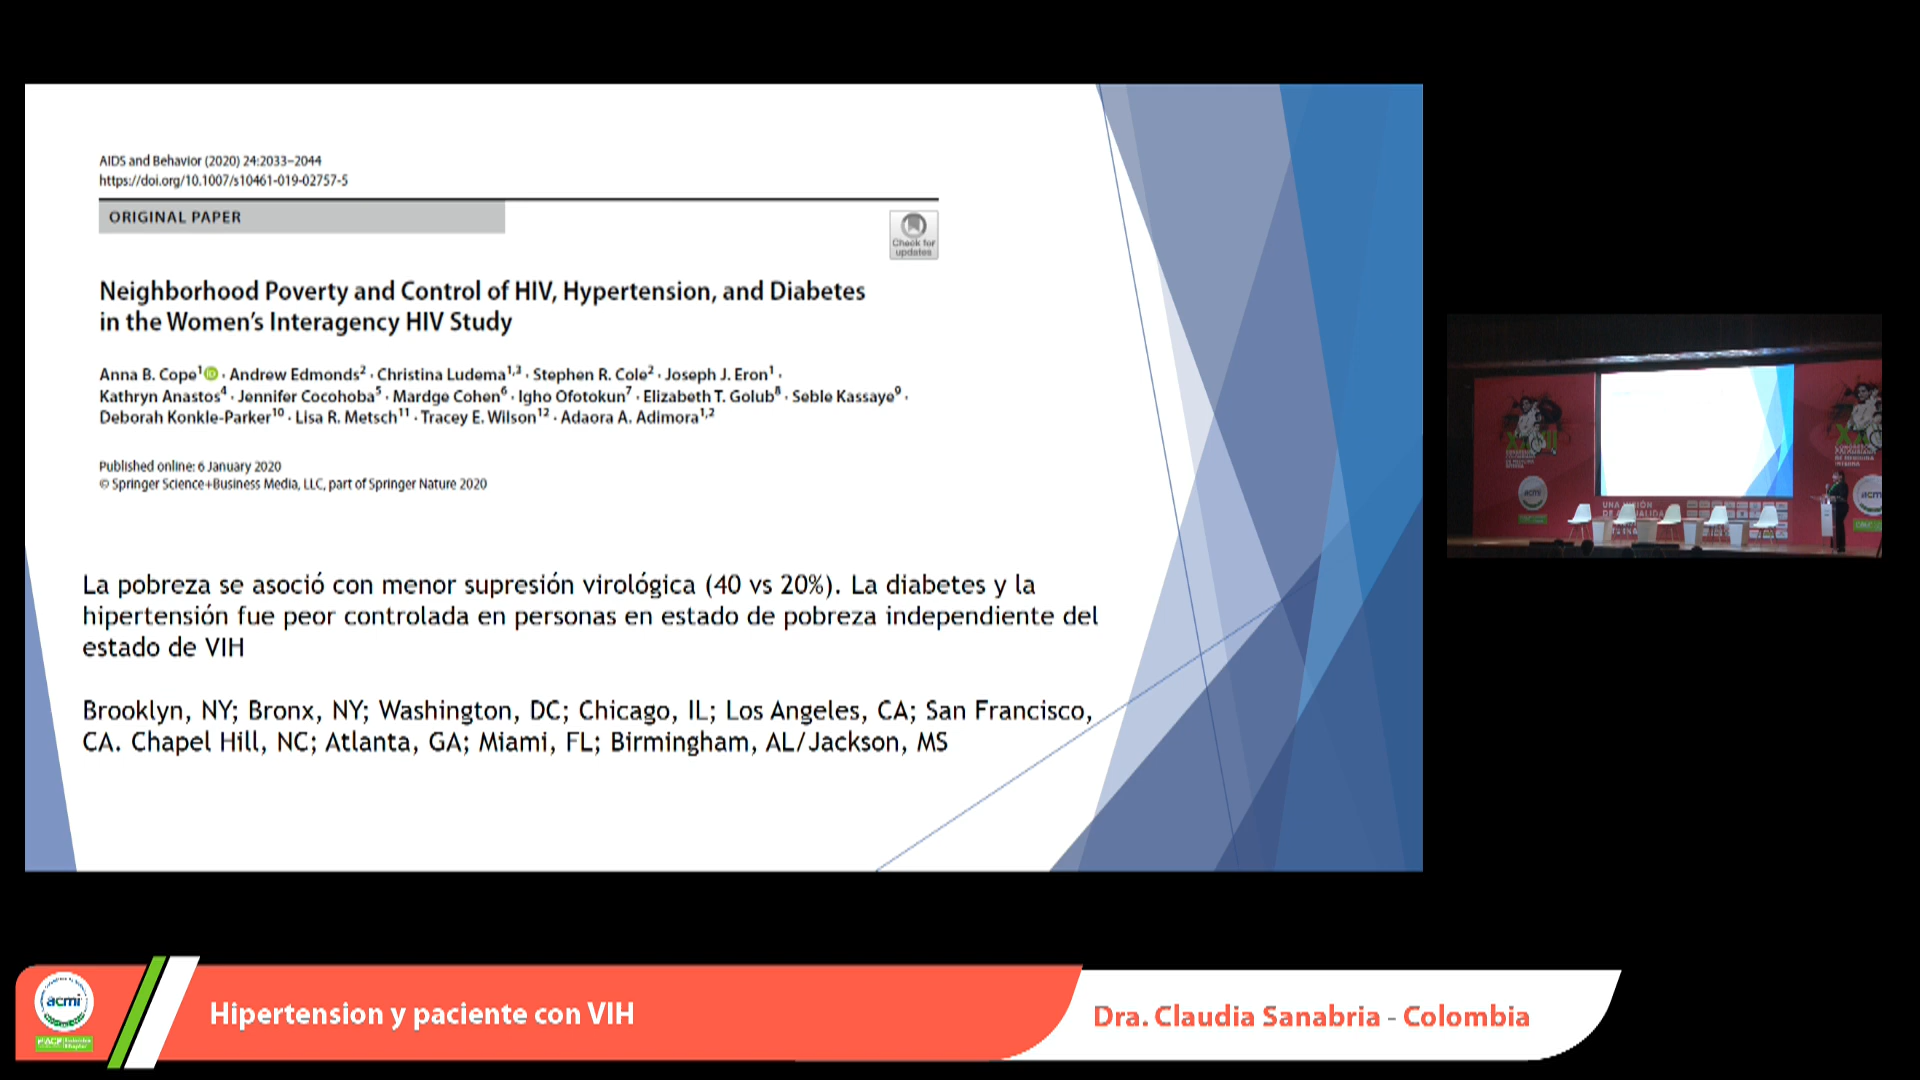 AIDS and Behavior (2020) 24:2033–2044
https://doi.org/10.1007/s10461-019-02757-5
ORIGINAL PAPER
Check for
updates
Neighborhood Poverty and Control of HIV, Hypertension, and Diabetes
in the Women's Interagency HIV Study
Anna B. Cope1 · Andrew Edmonds2 · Christina Ludema1,3 · Stephen R. Cole2 · Joseph J. Eron1 ·
Kathryn Anastos4 · Jennifer Cocohoba5 · Mardge Cohen6 · Igho Ofotokun7 · Elizabeth T. Golub8 · Seble Kassaye9 ·
Deborah Konkle-Parker10 · Lisa R. Metsch11 · Tracey E. Wilson12 · Adaora A. Adimora1,2
Published online: 6 January 2020
© Springer Science+Business Media, LLC, part of Springer Nature 2020
La pobreza se asoció con menor supresión virológica (40 vs 20%). La diabetes y la
hipertensión fue peor controlada en personas en estado de pobreza independiente del
estado de VIH
Brooklyn, NY; Bronx, NY; Washington, DC; Chicago, IL; Los Angeles, CA; San Francisco,
CA. Chapel Hill, NC; Atlanta, GA; Miami, FL; Birmingham, AL/Jackson, MS
acmi
Hipertension y paciente con VIH
Dra. Claudia Sanabria - Colombia